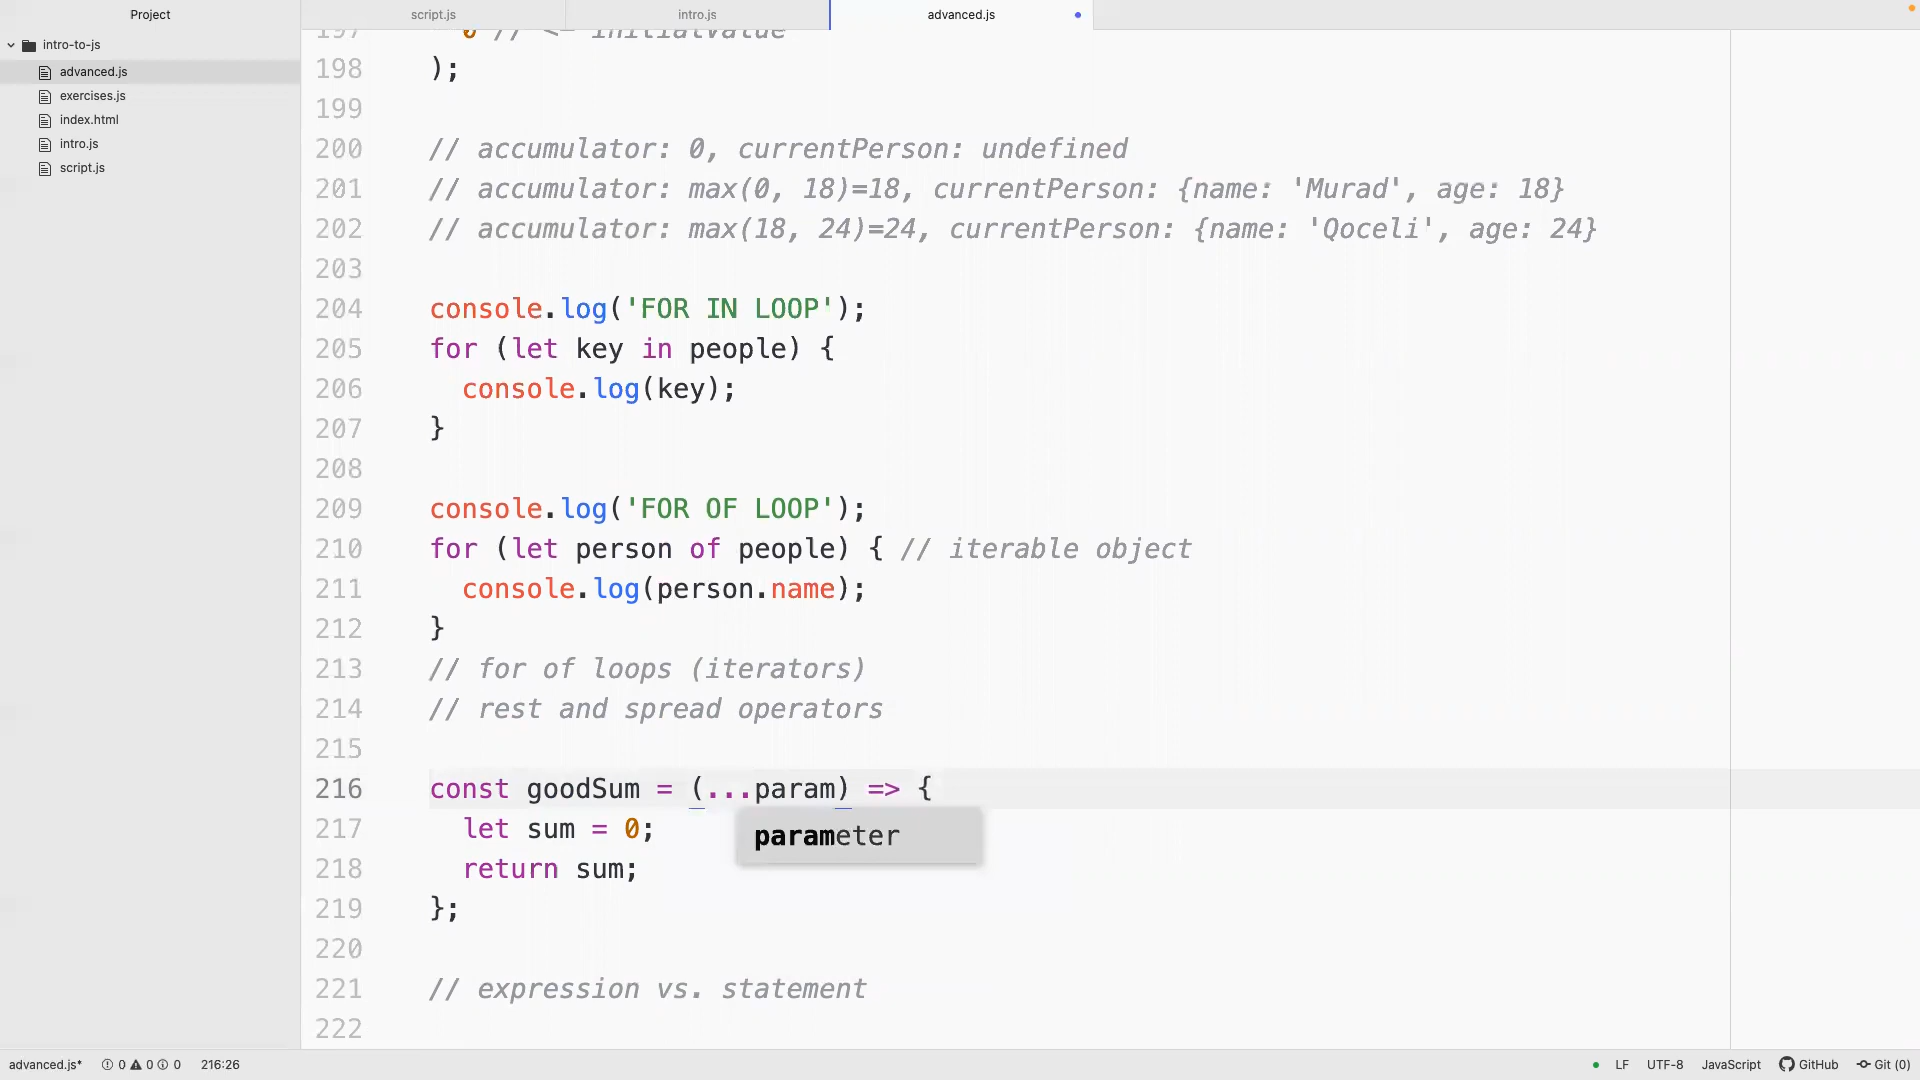 Project
script.js
intro.js
advanced.js
intro-to-js
advanced.js
exercises.js
index.html
intro.js
script.js
197 0 // <- initialValue
198 );
199
200 // accumulator: 0, currentPerson: undefined
201 // accumulator: max(0, 18)=18, currentPerson: {name: 'Murad', age: 18}
202 // accumulator: max(18, 24)=24, currentPerson: {name: 'Qoceli', age: 24}
203
204 console.log('FOR IN LOOP');
205 for (let key in people) {
206 console.log(key);
207 }
208
209 console.log('FOR OF LOOP');
210 for (let person of people) { // iterable object
211 console.log(person.name);
212 }
213 // for of loops (iterators)
214 // rest and spread operators
215
216 const goodSum = (...param) => {
parameter
217 let sum = 0;
218 return sum;
219 };
220
221 // expression vs. statement
222
advanced.js* 0 0 0 216:26
LF UTF-8 JavaScript GitHub Git (0)